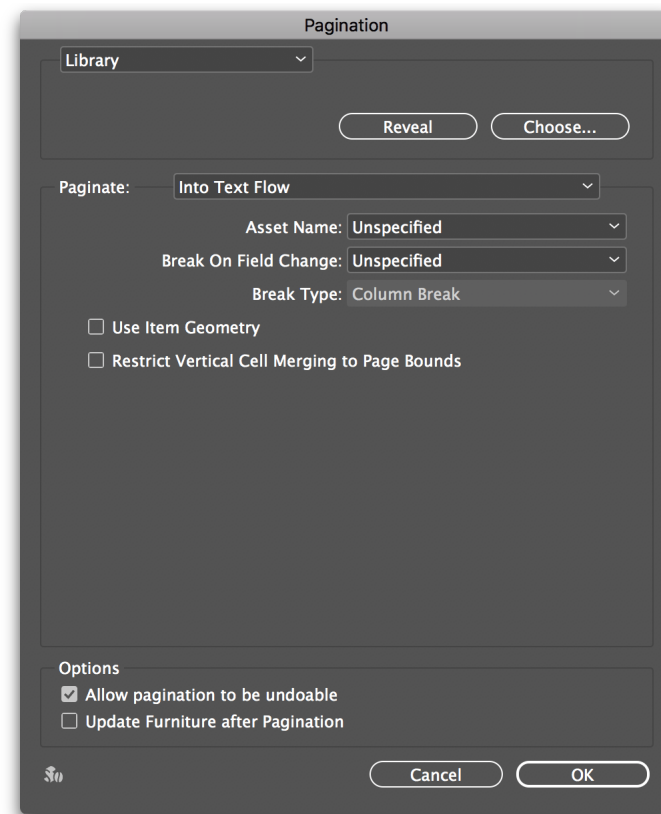 Pagination
Library
Reveal Choose...
Paginate: Into Text Flow
Asset Name: Unspecified
Break On Field Change: Unspecified
Break Type: Column Break
Use Item Geometry
Restrict Vertical Cell Merging to Page Bounds
Options
Allow pagination to be undoable
Update Furniture after Pagination
Cancel OK